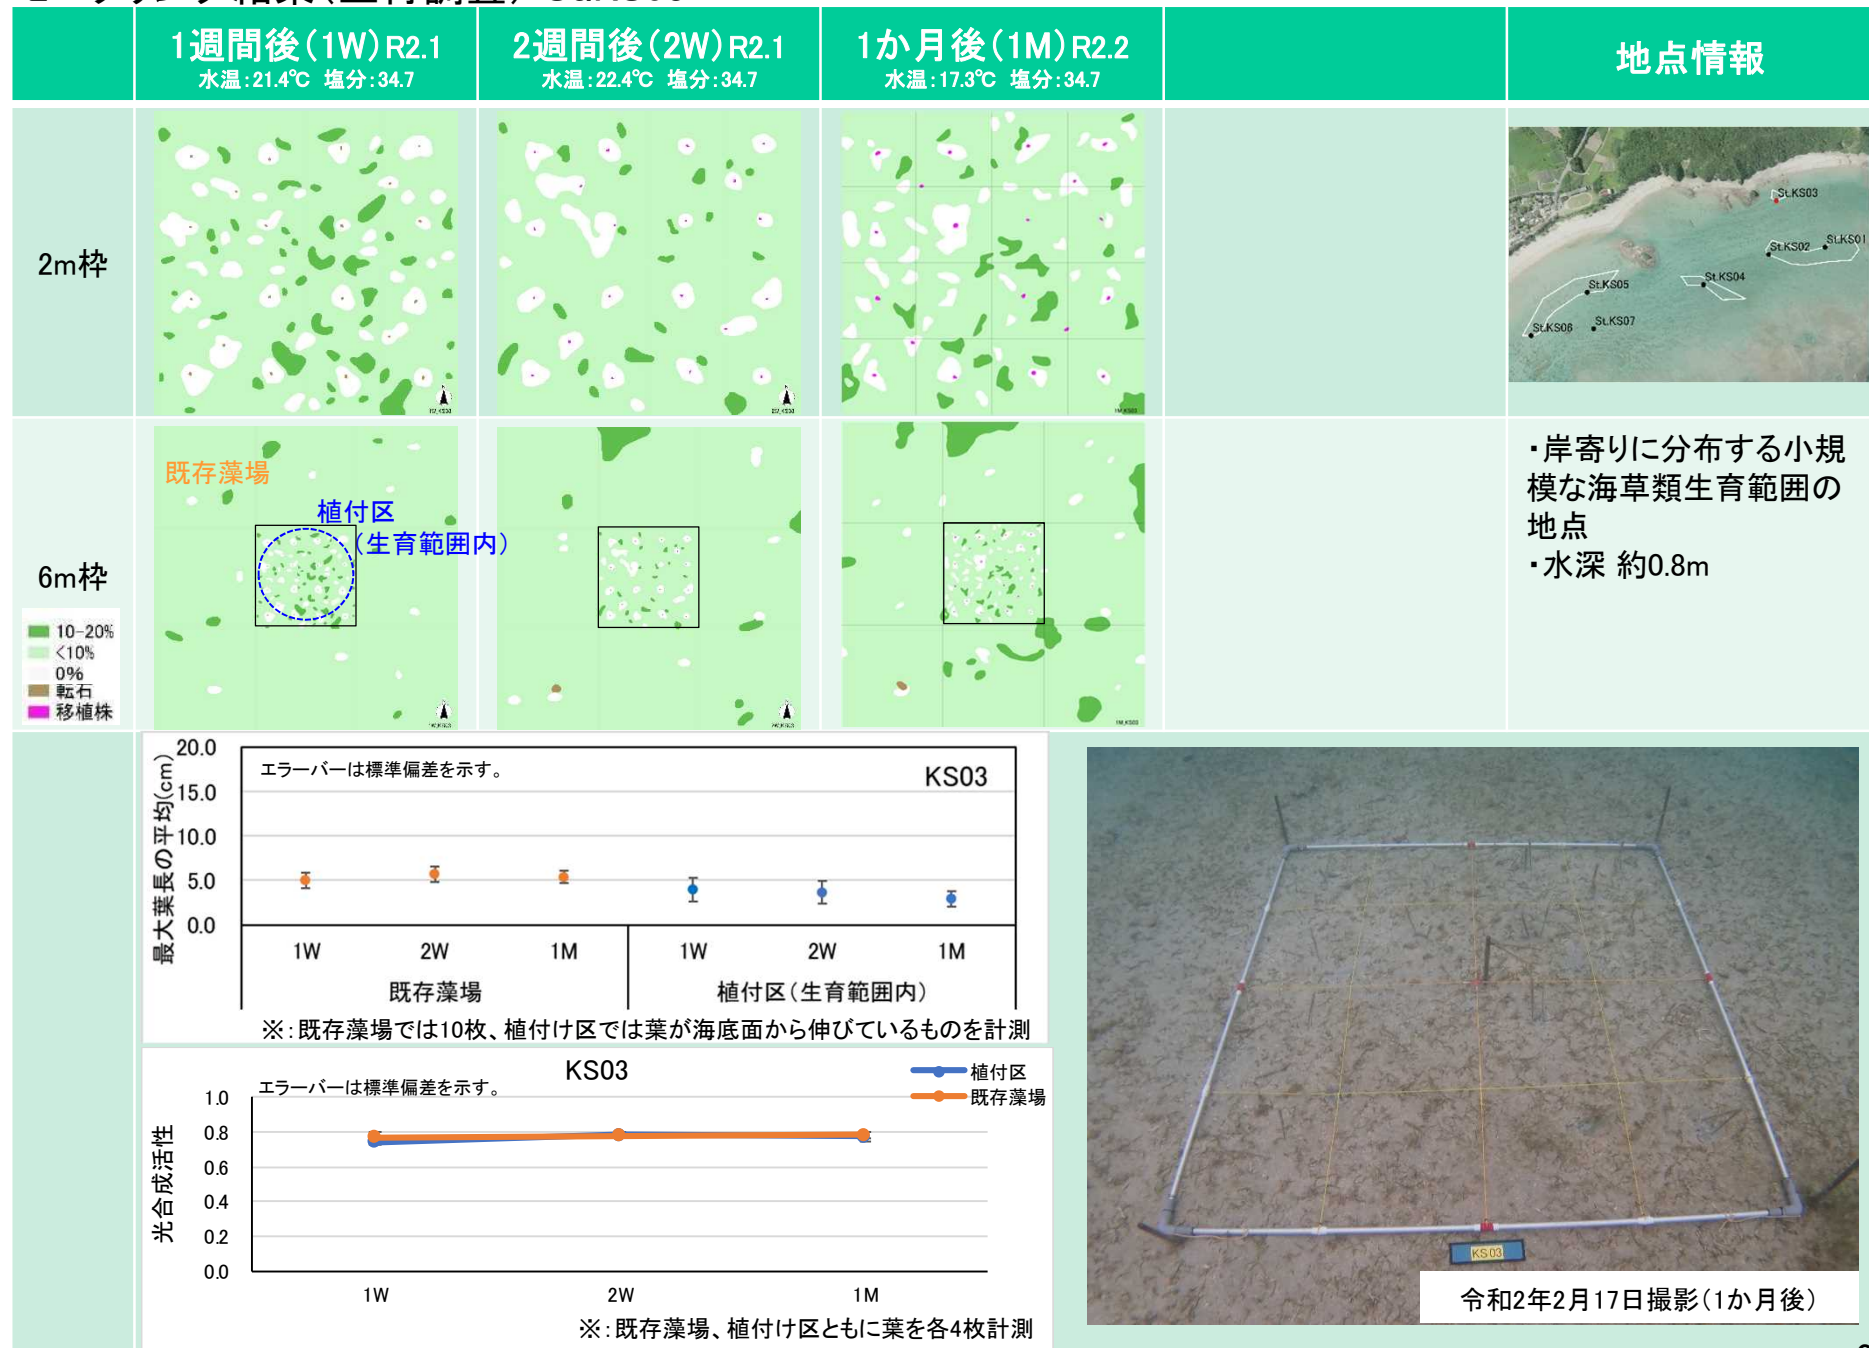 1週間後(1W)R2.1
水温:21.4℃ 塩分:34.7
2週間後(2W)R2.1
水温:22.4℃ 塩分:34.7
1か月後(1M)R2.2
水温:17.3℃ 塩分:34.7
地点情報
2m枠
St.KS03
St.KS02
St.KS01
St.KS04
St.KS05
St.KS06
St.KS07
6m枠
10-20%
<10%
0%
転石
移植株
既存藻場
植付区
(生育範囲内)
・岸寄りに分布する小規
模な海草類生育範囲の
地点
・水深 約0.8m
最大葉長の平均(cm)
20.0
15.0
10.0
5.0
0.0
エラーバーは標準偏差を示す。
KS03
1W 2W 1M 1W 2W 1M
既存藻場 植付区(生育範囲内)
※:既存藻場では10枚、植付け区では葉が海底面から伸びているものを計測
KS03
エラーバーは標準偏差を示す。
植付区
既存藻場
光合成活性
1.0
0.8
0.6
0.4
0.2
0.0
1W 2W 1M
※:既存藻場、植付け区ともに葉を各4枚計測
KS03
令和2年2月17日撮影(1か月後)